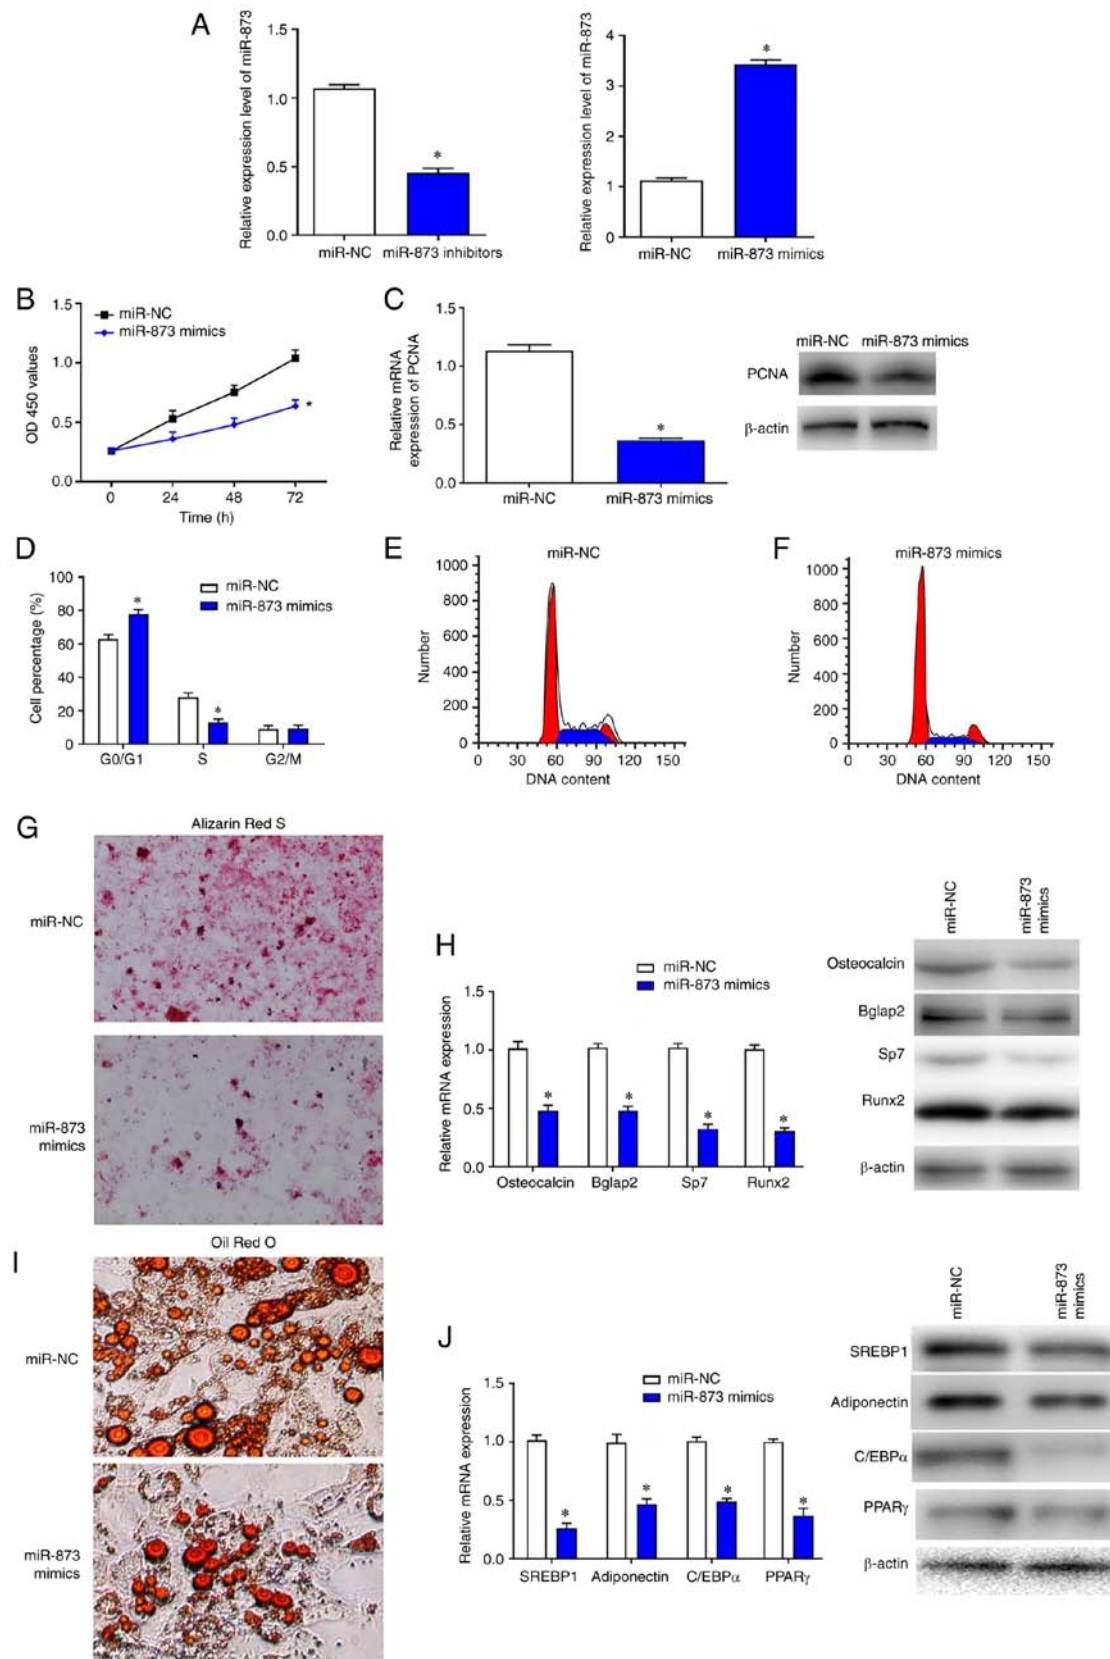 A
Relative expression level of miR-873
1.5
1.0
0.5
0.0
*
miR-NC
miR-873 inhibitors
Relative expression level of miR-873
4
3
2
1
0
*
miR-NC
miR-873 mimics
B
miR-NC
miR-873 mimics
OD 450 values
1.5
1.0
0.5
0.0
*
0
24
48
72
Time (h)
C
Relative mRNA
expression of PCNA
1.5
1.0
0.5
0.0
*
miR-NC
miR-873 mimics
miR-NC
miR-873 mimics
PCNA
β-actin
D
miR-NC
miR-873 mimics
Cell percentage (%)
100
80
60
40
20
0
*
*
G0/G1
S
G2/M
E
miR-NC
Number
1000
800
600
400
200
0
0
30
60
90
120
150
DNA content
F
miR-873 mimics
Number
1000
800
600
400
200
0
0
30
60
90
120
150
DNA content
G
Alizarin Red S
miR-NC
miR-873
mimics
H
miR-NC
miR-873 mimics
Relative mRNA expression
1.5
1.0
0.5
0.0
*
*
*
*
Osteocalcin
Bglap2
Sp7
Runx2
miR-NC
miR-873
mimics
Osteocalcin
Bglap2
Sp7
Runx2
β-actin
I
Oil Red O
miR-NC
miR-873
mimics
J
miR-NC
miR-873 mimics
Relative mRNA expression
1.5
1.0
0.5
0.0
*
*
*
*
SREBP1
Adiponectin
C/EBPα
PPARγ
miR-NC
miR-873
mimics
SREBP1
Adiponectin
C/EBPα
PPARγ
β-actin